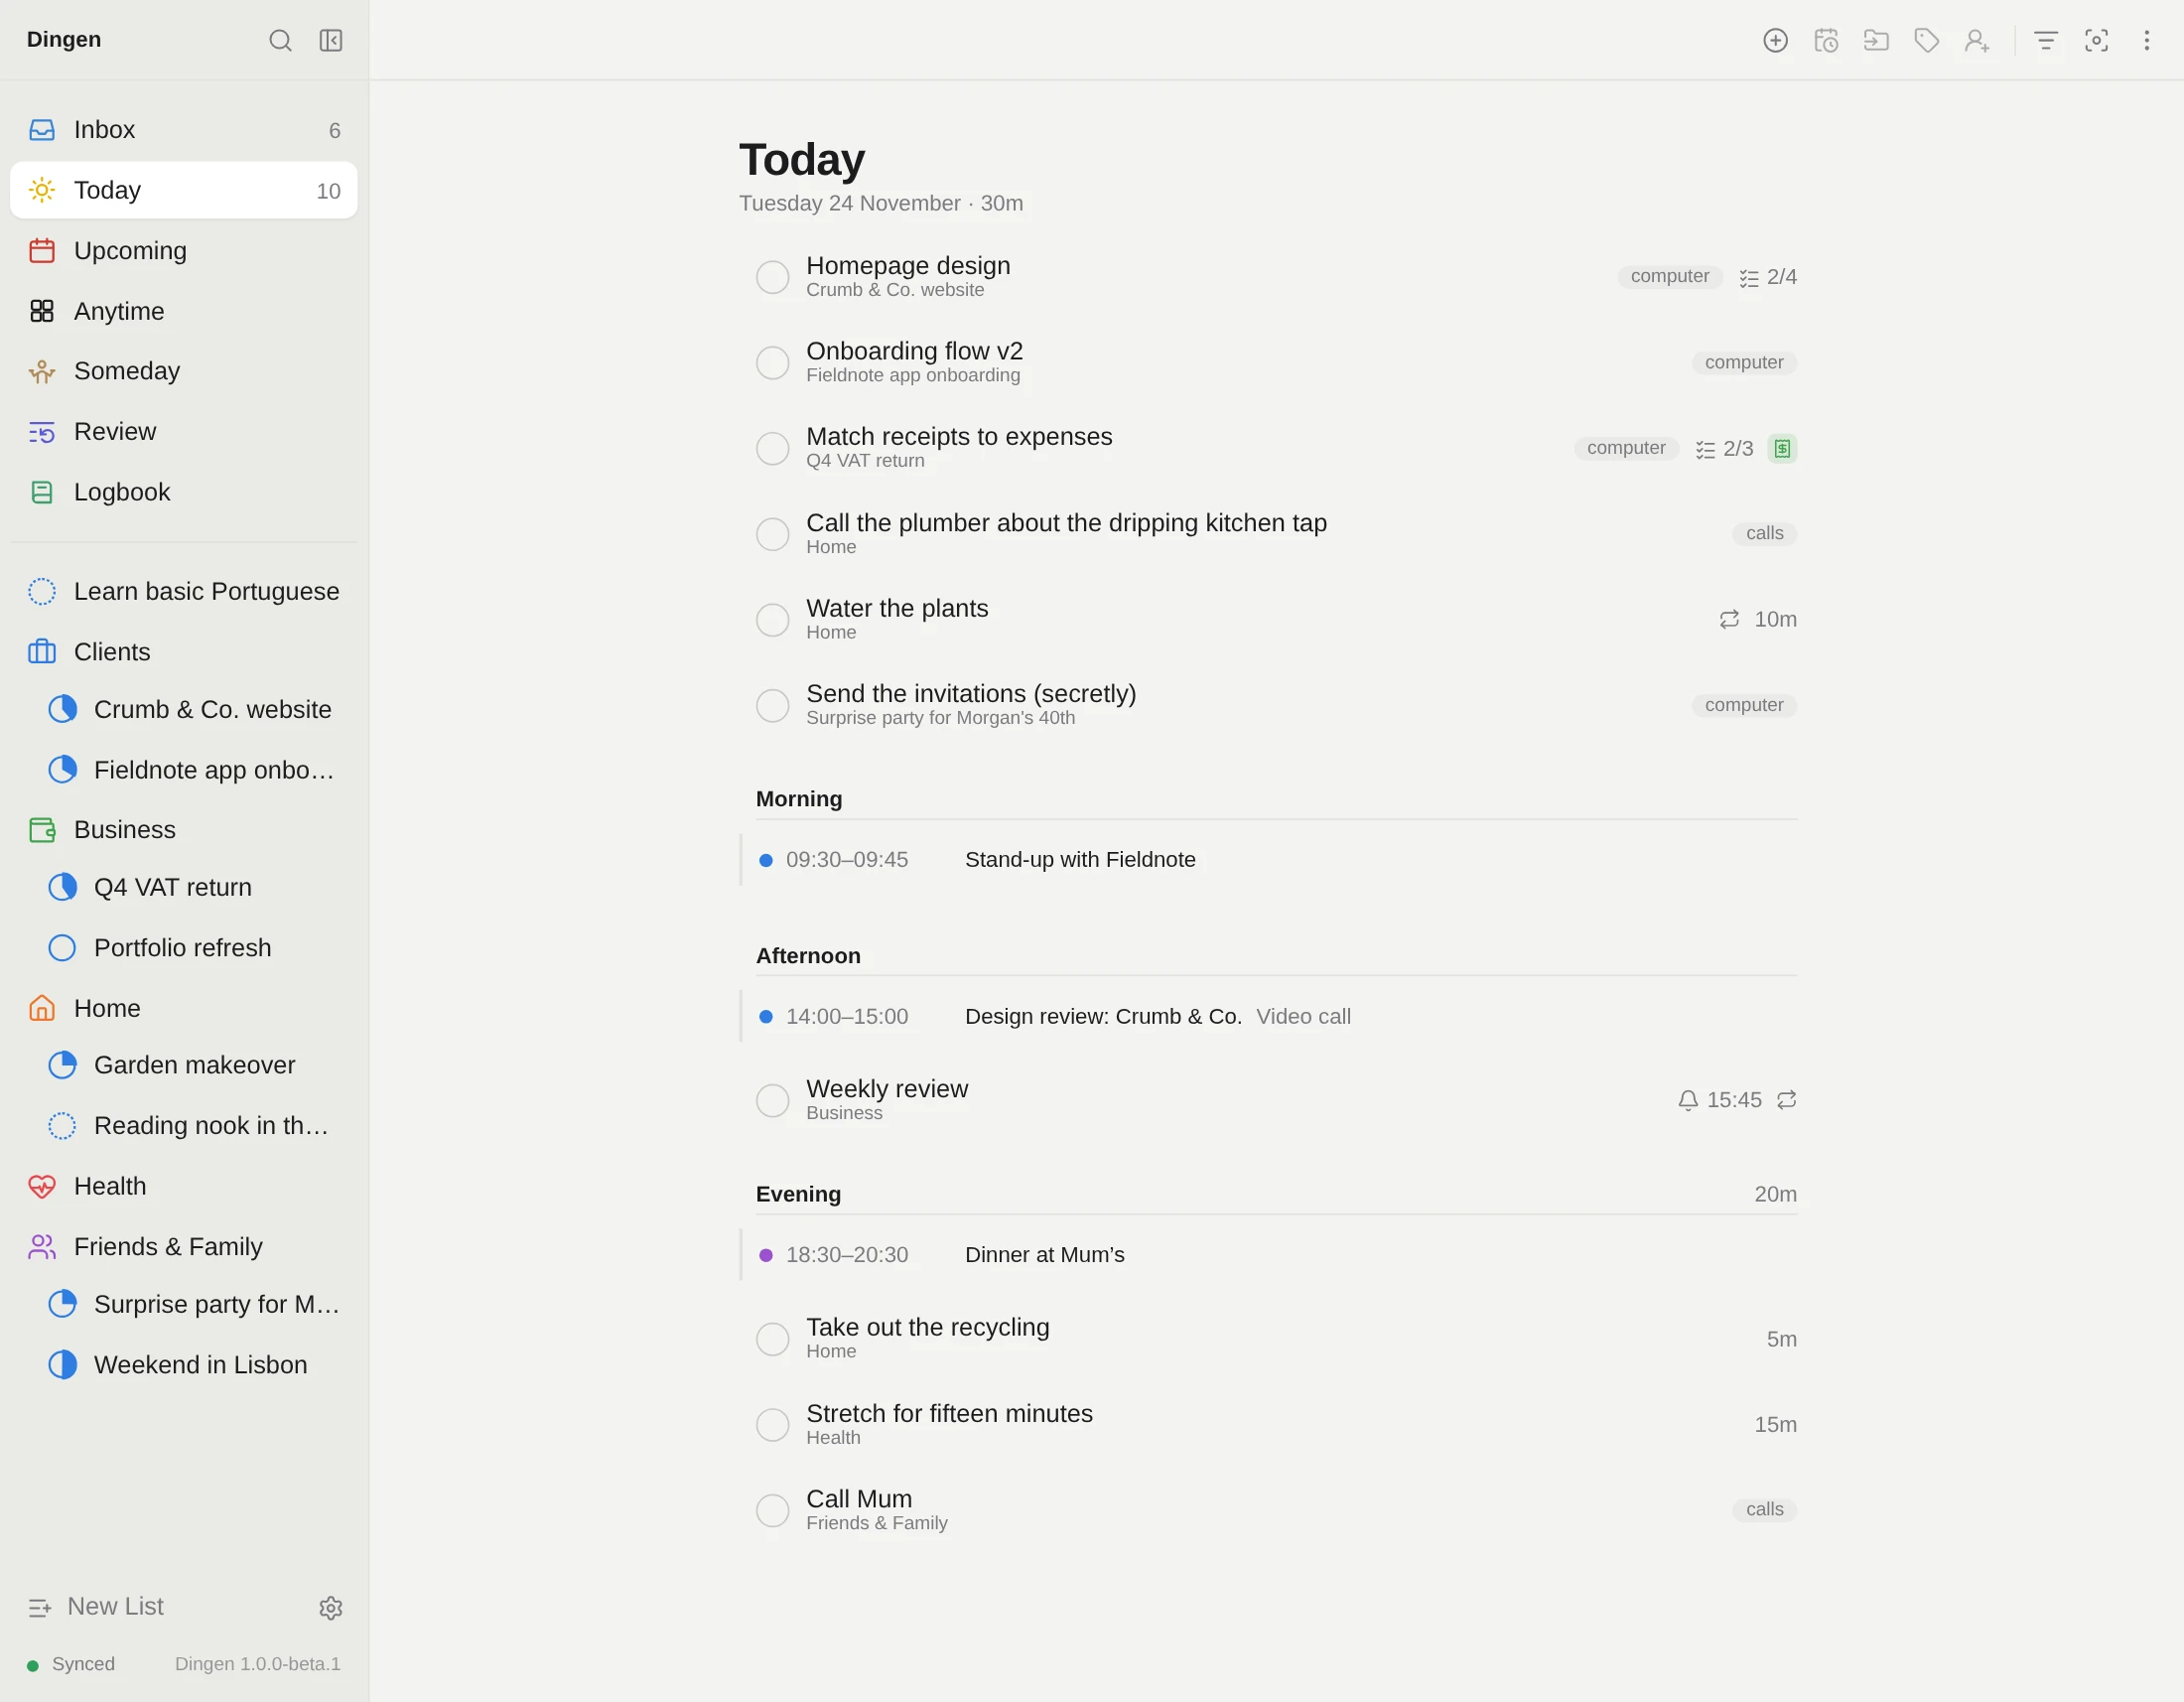 Dingen
Inbox 6
Today 10
Upcoming
Anytime
Someday
Review
Logbook
Learn basic Portuguese
Clients
Crumb & Co. website
Fieldnote app onbo…
Business
Q4 VAT return
Portfolio refresh
Home
Garden makeover
Reading nook in th…
Health
Friends & Family
Surprise party for M…
Weekend in Lisbon
New List
Synced Dingen 1.0.0-beta.1
Today
Tuesday 24 November · 30m
Homepage design
Crumb & Co. website
computer 2/4
Onboarding flow v2
Fieldnote app onboarding
computer
Match receipts to expenses
Q4 VAT return
computer 2/3
Call the plumber about the dripping kitchen tap
Home
calls
Water the plants
Home
10m
Send the invitations (secretly)
Surprise party for Morgan's 40th
computer
Morning
09:30–09:45 Stand-up with Fieldnote
Afternoon
14:00–15:00 Design review: Crumb & Co. Video call
Weekly review
Business
15:45
Evening 20m
18:30–20:30 Dinner at Mum’s
Take out the recycling
Home
5m
Stretch for fifteen minutes
Health
15m
Call Mum
Friends & Family
calls